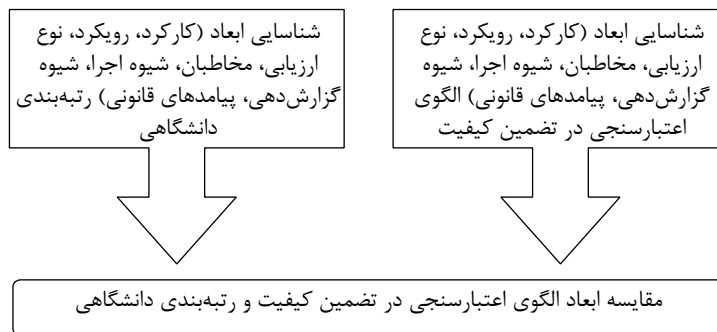 شناسایی ابعاد (کارکرد، رویکرد، نوع
ارزیابی، مخاطبان، شیوه اجرا، شیوه
گزارش‌دهی، پیامدهای قانونی) الگوی
اعتبارسنجی در تضمین کیفیت
شناسایی ابعاد (کارکرد، رویکرد، نوع
ارزیابی، مخاطبان، شیوه اجرا، شیوه
گزارش‌دهی، پیامدهای قانونی) رتبه‌بندی
دانشگاهی
مقایسه ابعاد الگوی اعتبارسنجی در تضمین کیفیت و رتبه‌بندی دانشگاهی